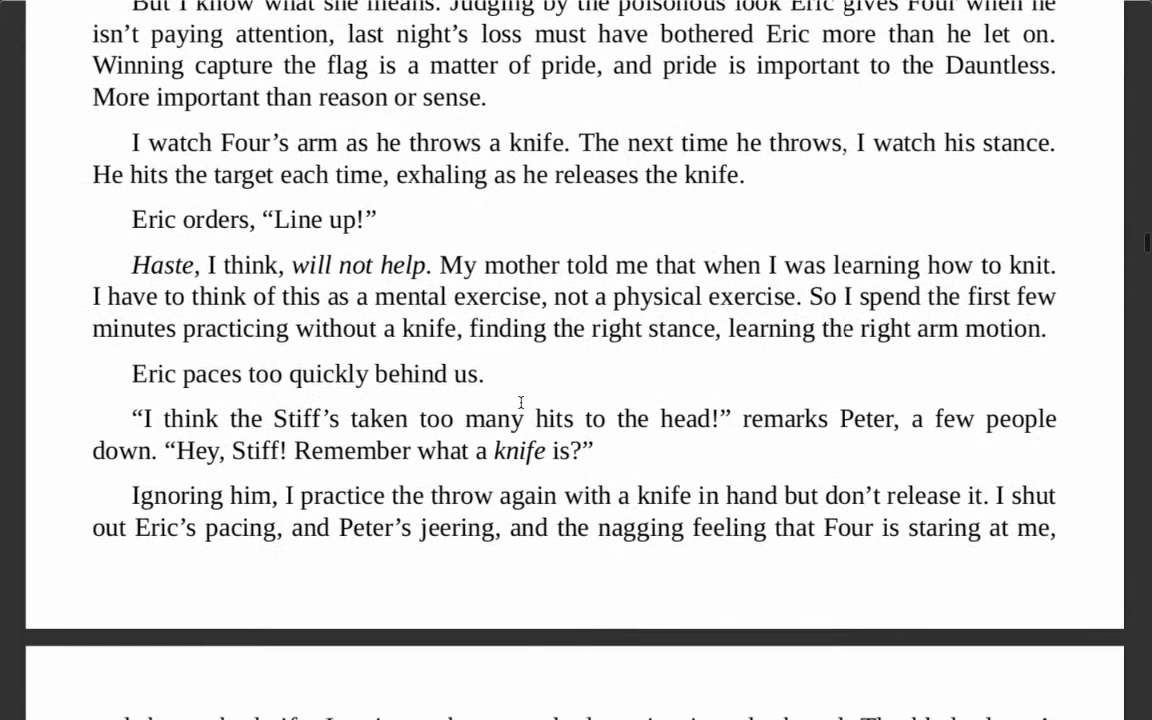 But I know what she means. Judging by the poisonous look Eric gives Four when he
isn’t paying attention, last night’s loss must have bothered Eric more than he let on.
Winning capture the flag is a matter of pride, and pride is important to the Dauntless.
More important than reason or sense.
I watch Four’s arm as he throws a knife. The next time he throws, I watch his stance.
He hits the target each time, exhaling as he releases the knife.
Eric orders, “Line up!”
Haste, I think, will not help. My mother told me that when I was learning how to knit.
I have to think of this as a mental exercise, not a physical exercise. So I spend the first few
minutes practicing without a knife, finding the right stance, learning the right arm motion.
Eric paces too quickly behind us.
“I think the Stiff’s taken too many hits to the head!” remarks Peter, a few people
down. “Hey, Stiff! Remember what a knife is?”
Ignoring him, I practice the throw again with a knife in hand but don’t release it. I shut
out Eric’s pacing, and Peter’s jeering, and the nagging feeling that Four is staring at me,